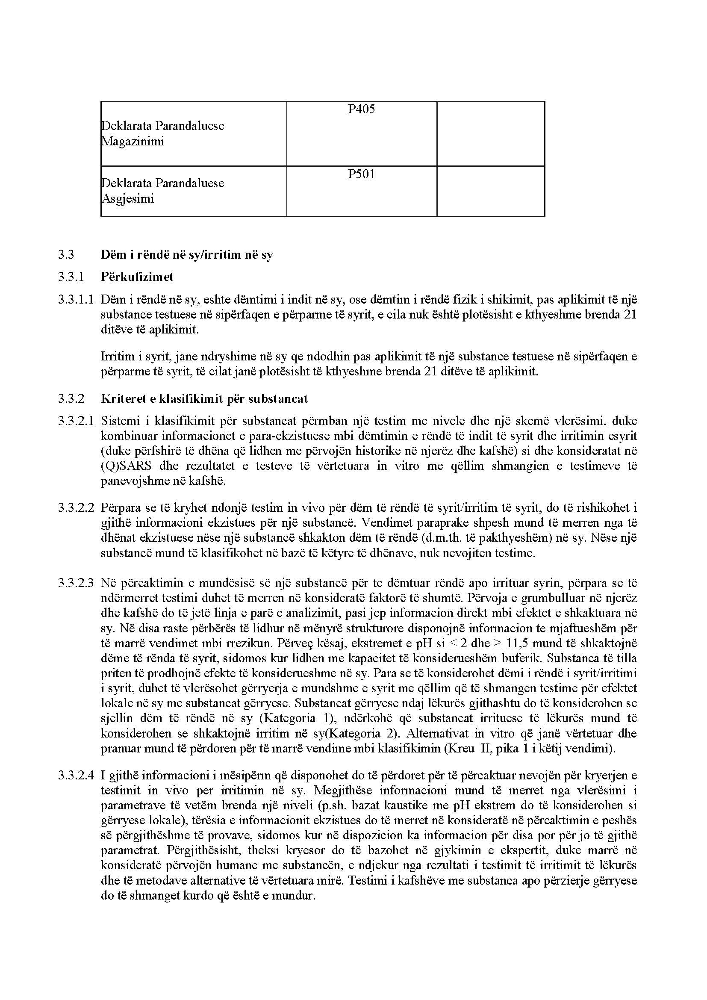 P405
Deklarata Parandaluese
Magazinimi
P501
Deklarata Parandaluese
Asgjesimi
3.3 Dëm i rëndë në sy/irritim në sy
3.3.1 Përkufizimet
3.3.1.1 Dëm i rëndë në sy, eshte dëmtimi i indit në sy, ose dëmtim i rëndë fizik i shikimit, pas aplikimit të një
substance testuese në sipërfaqen e përparme të syrit, e cila nuk është plotësisht e kthyeshme brenda 21
ditëve të aplikimit.
Irritim i syrit, jane ndryshime në sy qe ndodhin pas aplikimit të një substance testuese në sipërfaqen e
përparme të syrit, të cilat janë plotësisht të kthyeshme brenda 21 ditëve të aplikimit.
3.3.2 Kriteret e klasifikimit për substancat
3.3.2.1 Sistemi i klasifikimit për substancat përmban një testim me nivele dhe një skemë vlerësimi, duke
kombinuar informacionet e para-ekzistuese mbi dëmtimin e rëndë të indit të syrit dhe irritimin esyrit
(duke përfshirë të dhëna që lidhen me përvojën historike në njerëz dhe kafshë) si dhe konsideratat në
(Q)SARS dhe rezultatet e testeve të vërtetuara in vitro me qëllim shmangien e testimeve të
panevojshme në kafshë.
3.3.2.2 Përpara se të kryhet ndonjë testim in vivo për dëm të rëndë të syrit/irritim të syrit, do të rishikohet i
gjithë informacioni ekzistues për një substancë. Vendimet paraprake shpesh mund të merren nga të
dhënat ekzistuese nëse një substancë shkakton dëm të rëndë (d.m.th. të pakthyeshëm) në sy. Nëse një
substancë mund të klasifikohet në bazë të këtyre të dhënave, nuk nevojiten testime.
3.3.2.3 Në përcaktimin e mundësisë së një substancë për te dëmtuar rëndë apo irrituar syrin, përpara se të
ndërmerret testimi duhet të merren në konsideratë faktorë të shumtë. Përvoja e grumbulluar në njerëz
dhe kafshë do të jetë linja e parë e analizimit, pasi jep informacion direkt mbi efektet e shkaktuara në
sy. Në disa raste përbërës të lidhur në mënyrë strukturore disponojnë informacion te mjaftueshëm për
të marrë vendimet mbi rrezikun. Përveç kësaj, ekstremet e pH si ≤ 2 dhe ≥ 11,5 mund të shkaktojnë
dëme të rënda të syrit, sidomos kur lidhen me kapacitet të konsiderueshëm buferik. Substanca të tilla
priten të prodhojnë efekte të konsiderueshme në sy. Para se të konsiderohet dëmi i rëndë i syrit/irritimi
i syrit, duhet të vlerësohet gërryerja e mundshme e syrit me qëllim që të shmangen testime për efektet
lokale në sy me substancat gërryese. Substancat gërryese ndaj lëkurës gjithashtu do të konsiderohen se
sjellin dëm të rëndë në sy (Kategoria 1), ndërkohë që substancat irrituese të lëkurës mund të
konsiderohen se shkaktojnë irritim në sy(Kategoria 2). Alternativat in vitro që janë vërtetuar dhe
pranuar mund të përdoren për të marrë vendime mbi klasifikimin (Kreu II, pika 1 i këtij vendimi).
3.3.2.4 I gjithë informacioni i mësipërm që disponohet do të përdoret për të përcaktuar nevojën për kryerjen e
testimit in vivo per irritimin në sy. Megjithëse informacioni mund të merret nga vlerësimi i
parametrave të vetëm brenda një niveli (p.sh. bazat kaustike me pH ekstrem do të konsiderohen si
gërryese lokale), tërësia e informacionit ekzistues do të merret në konsideratë në përcaktimin e peshës
së përgjithëshme të provave, sidomos kur në dispozicion ka informacion për disa por për jo të gjithë
parametrat. Përgjithësisht, theksi kryesor do të bazohet në gjykimin e ekspertit, duke marrë në
konsideratë përvojën humane me substancën, e ndjekur nga rezultati i testimit të irritimit të lëkurës
dhe të metodave alternative të vërtetuara mirë. Testimi i kafshëve me substanca apo përzierje gërryese
do të shmanget kurdo që është e mundur.